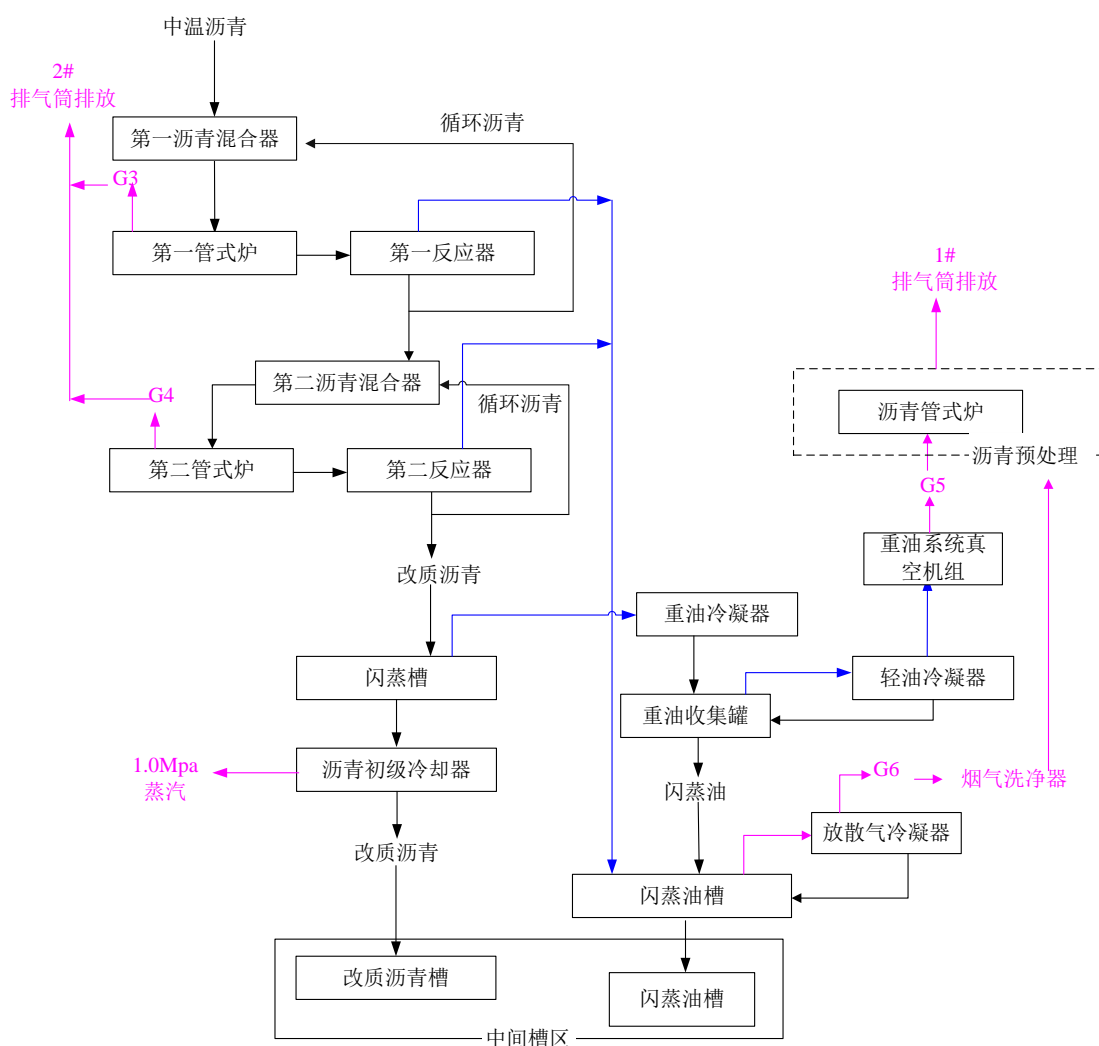 中温沥青
2#
排气筒排放
第一沥青混合器
循环沥青
G3
第一管式炉
第一反应器
1#
排气筒排放
第二沥青混合器
G4
循环沥青
沥青管式炉
第二管式炉
第二反应器
沥青预处理
G5
重油系统真
空机组
改质沥青
重油冷凝器
闪蒸槽
轻油冷凝器
重油收集罐
1.0Mpa
蒸汽
沥青初级冷却器
闪蒸油
G6
烟气洗净器
放散气冷凝器
改质沥青
闪蒸油槽
改质沥青槽
闪蒸油槽
中间槽区